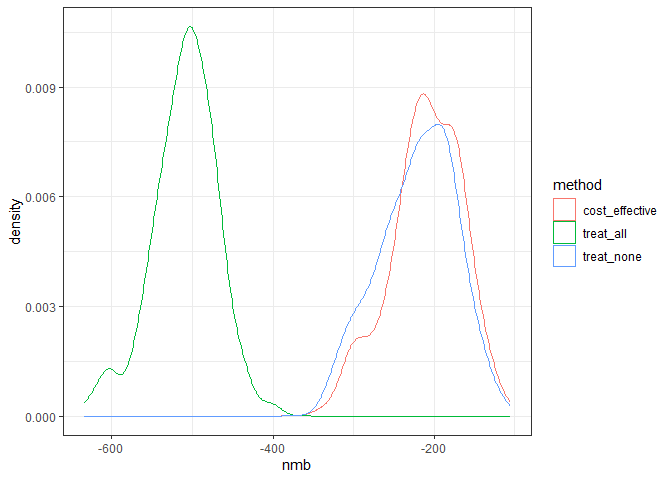 0.009
0.006
0.003
0.000
density
-600
-400
-200
nmb
method
cost_effective
treat_all
treat_none